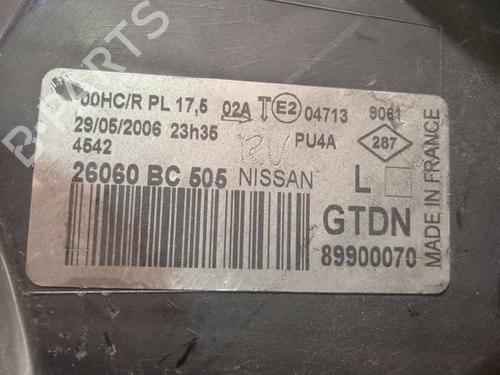 00HC/R PL 17,5 02A T E2 04713 9061
29/05/2006 23h35 PU4A 287
4542
26060 BC 505 NISSAN L
GTDN
89900070
MADE IN FRANCE